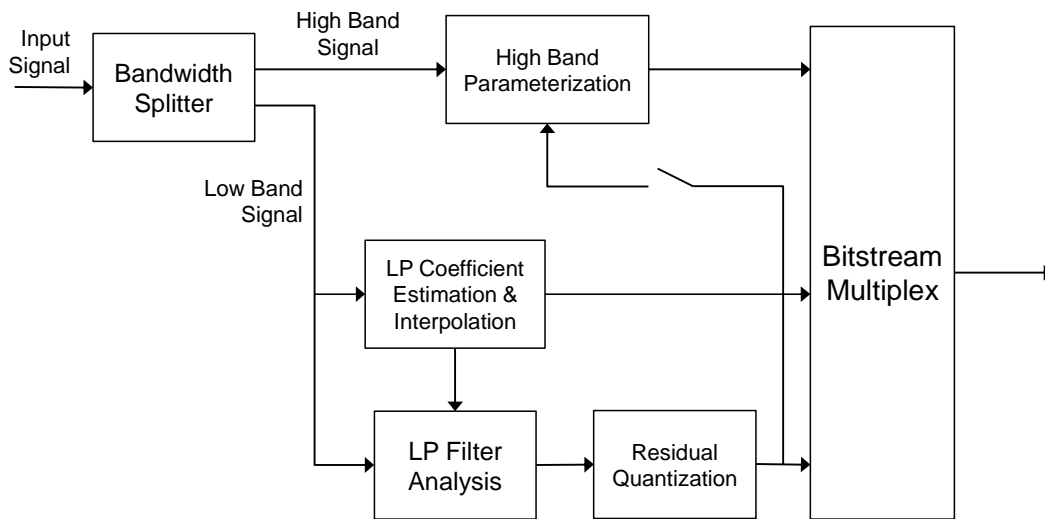 Input
Signal
Bandwidth
Splitter
High Band
Signal
High Band
Parameterization
Low Band
Signal
LP Coefficient
Estimation &
Interpolation
LP Filter
Analysis
Residual
Quantization
Bitstream
Multiplex